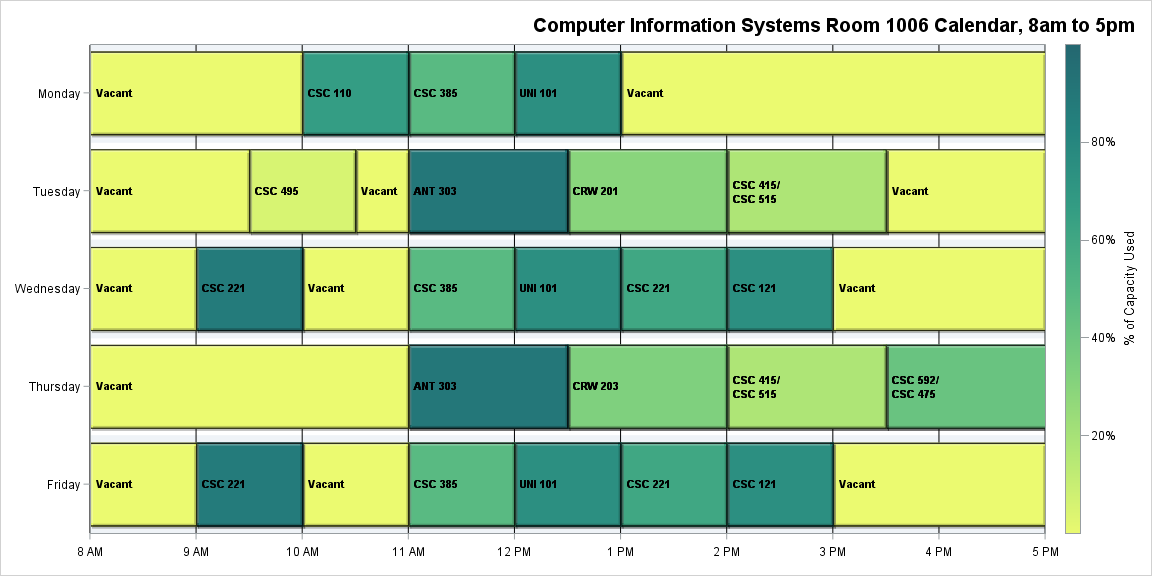 Computer Information Systems Room 1006 Calendar, 8am to 5pm
Monday
Vacant
CSC 110
CSC 385
UNI 101
Vacant
Tuesday
Vacant
CSC 495
Vacant
ANT 303
CRW 201
CSC 415/
CSC 515
Vacant
Wednesday
Vacant
CSC 221
Vacant
CSC 385
UNI 101
CSC 221
CSC 121
Vacant
Thursday
Vacant
ANT 303
CRW 203
CSC 415/
CSC 515
CSC 592/
CSC 475
Friday
Vacant
CSC 221
Vacant
CSC 385
UNI 101
CSC 221
CSC 121
Vacant
8 AM
9 AM
10 AM
11 AM
12 PM
1 PM
2 PM
3 PM
4 PM
5 PM
80%
60%
40%
20%
% of Capacity Used